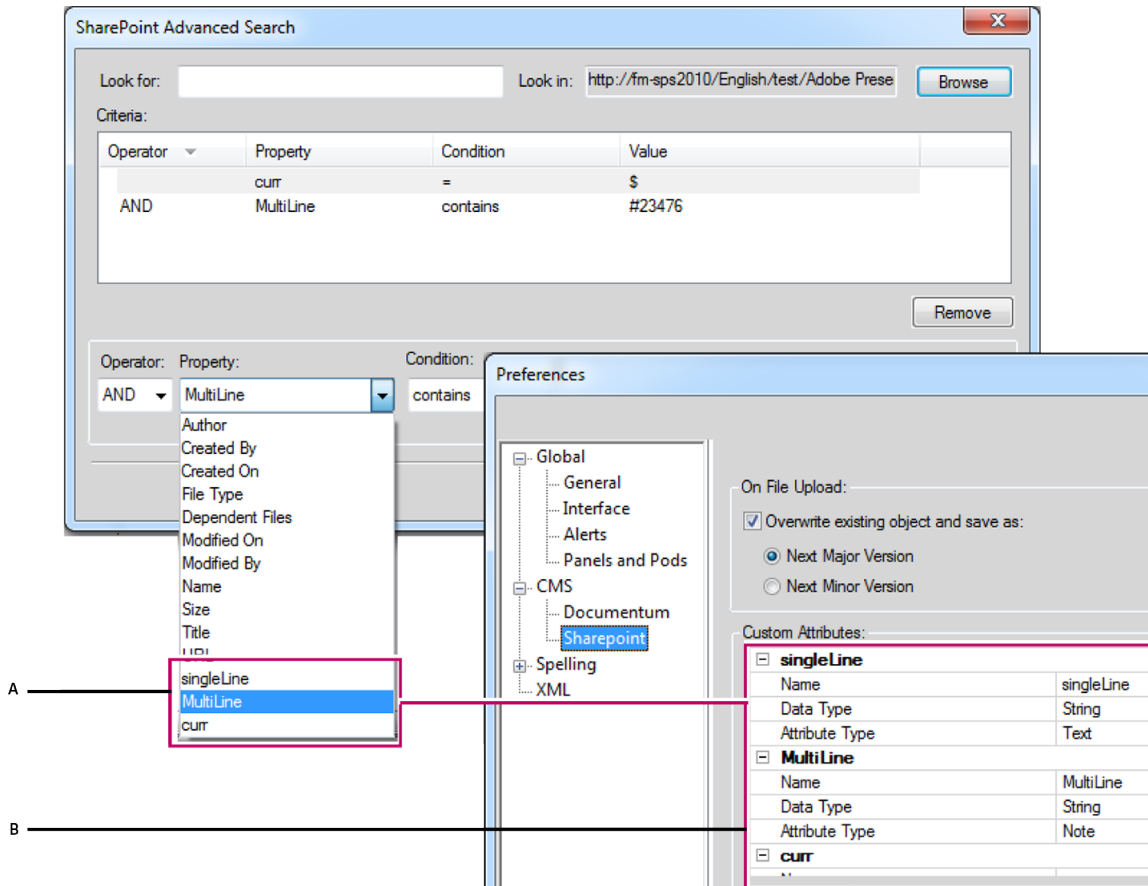 SharePoint Advanced Search
Look for:
Look in: http://fm-sps2010/English/test/Adobe Prese
Browse
Criteria:
Operator Property Condition Value
curr = $
AND MultiLine contains #23476
Remove
Operator: Property: Condition:
AND MultiLine contains
Author
Created By
Created On
File Type
Dependent Files
Modified On
Modified By
Name
Size
Title
URL
singleLine
MultiLine
curr
A
B
Preferences
Global
General
Interface
Alerts
Panels and Pods
CMS
Documentum
Sharepoint
Spelling
XML
On File Upload:
Overwrite existing object and save as:
Next Major Version
Next Minor Version
Custom Attributes:
singleLine
Name singleLine
Data Type String
Attribute Type Text
MultiLine
Name MultiLine
Data Type String
Attribute Type Note
curr